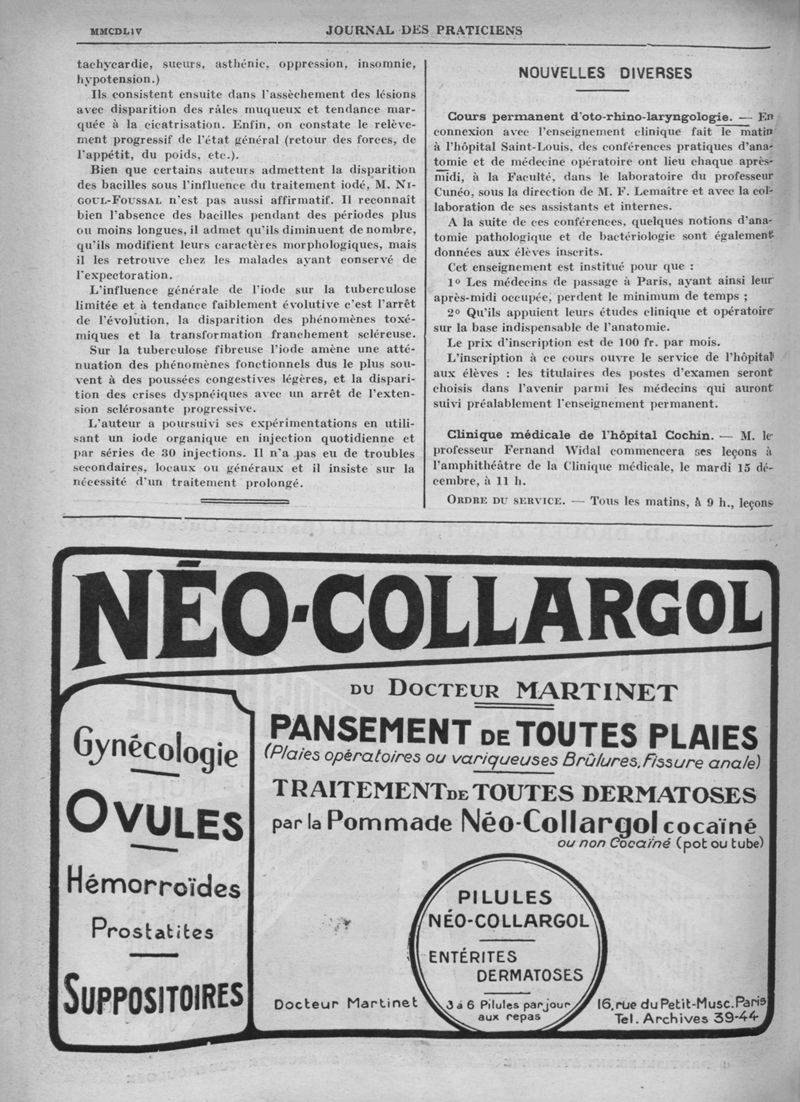 MMCDLIV
JOURNAL DES PRATICIENS
tachycardie, sueurs, asthénie, oppression, insomnie,
hypotension.)
Ils consistent ensuite dans l'assèchement des lésions
avec disparition des râles muqueux et tendance mar-
quée à la cicatrisation. Enfin, on constate le relève-
ment progressif de l'état général (retour des forces, de
l'appétit, du poids, etc.).
Bien que certains auteurs admettent la disparition
des bacilles sous l'influence du traitement iodé, M. NI-
GOUL-FOUSSAL n'est pas aussi affirmatif. Il reconnaît
bien l'absence des bacilles pendant des périodes plus
ou moins longues, il admet qu'ils diminuent de nombre,
qu'ils modifient leurs caractères morphologiques, mais
il les retrouve chez les malades ayant conservé de
l'expectoration.
L'influence générale de l'iode sur la tuberculose
limitée et à tendance faiblement évolutive c'est l'arrêt
de l'évolution, la disparition des phénomènes toxé-
miques et la transformation franchement scléreuse.
Sur la tuberculose fibreuse l'iode amène une atté-
nuation des phénomènes fonctionnels dus le plus sou-
vent à des poussées congestives légères, et la dispari-
tion des crises dyspnéiques avec un arrêt de l'exten-
sion sclérosante progressive.
L'auteur a poursuivi ses expérimentations en utili-
sant un iode organique en injection quotidienne et
par séries de 30 injections. Il n'a pas eu de troubles
secondaires, locaux ou généraux et il insiste sur la
nécessité d'un traitement prolongé.
NOUVELLES DIVERSES
Cours permanent d'oto-rhino-laryngologie. — En
connexion avec l'enseignement clinique fait le matin
à l'hôpital Saint-Louis, des conférences pratiques d'ana-
tomie et de médecine opératoire ont lieu chaque après-
midi, à la Faculté, dans le laboratoire du professeur
Cunéo, sous la direction de M. F. Lemaître et avec la col-
laboration de ses assistants et internes.
A la suite de ces conférences, quelques notions d'ana-
tomie pathologique et de bactériologie sont également
données aux élèves inscrits.
Cet enseignement est institué pour que :
1º Les médecins de passage à Paris, ayant ainsi leur
après-midi occupée, perdent le minimum de temps ;
2º Qu'ils appuient leurs études clinique et opératoire
sur la base indispensable de l'anatomie.
Le prix d'inscription est de 100 fr. par mois.
L'inscription à ce cours ouvre le service de l'hôpital
aux élèves : les titulaires des postes d'examen seront
choisis dans l'avenir parmi les médecins qui auront
suivi préalablement l'enseignement permanent.
Clinique médicale de l'hôpital Cochin. — M. le
professeur Fernand Widal commencera ses leçons à
l'amphithéâtre de la Clinique médicale, le mardi 15 dé-
cembre, à 11 h.
ORDRE DU SERVICE. — Tous les matins, à 9 h., leçons
NÉO-COLLARGOL
DU DOCTEUR MARTINET
Gynécologie
OVULES
Hémorroïdes
Prostatites
SUPPOSITOIRES
PANSEMENT DE TOUTES PLAIES
(Plaies opératoires ou variqueuses Brûlures, Fissure anale)
TRAITEMENT DE TOUTES DERMATOSES
par la Pommade Néo-Collargol cocaïné
ou non Cocaïné (pot ou tube)
PILULES
NÉO-COLLARGOL
ENTÉRITES
DERMATOSES
3 à 6 Pilules par jour
aux repas
Docteur Martinet
16, rue du Petit-Musc. Paris
Tel. Archives 39-44